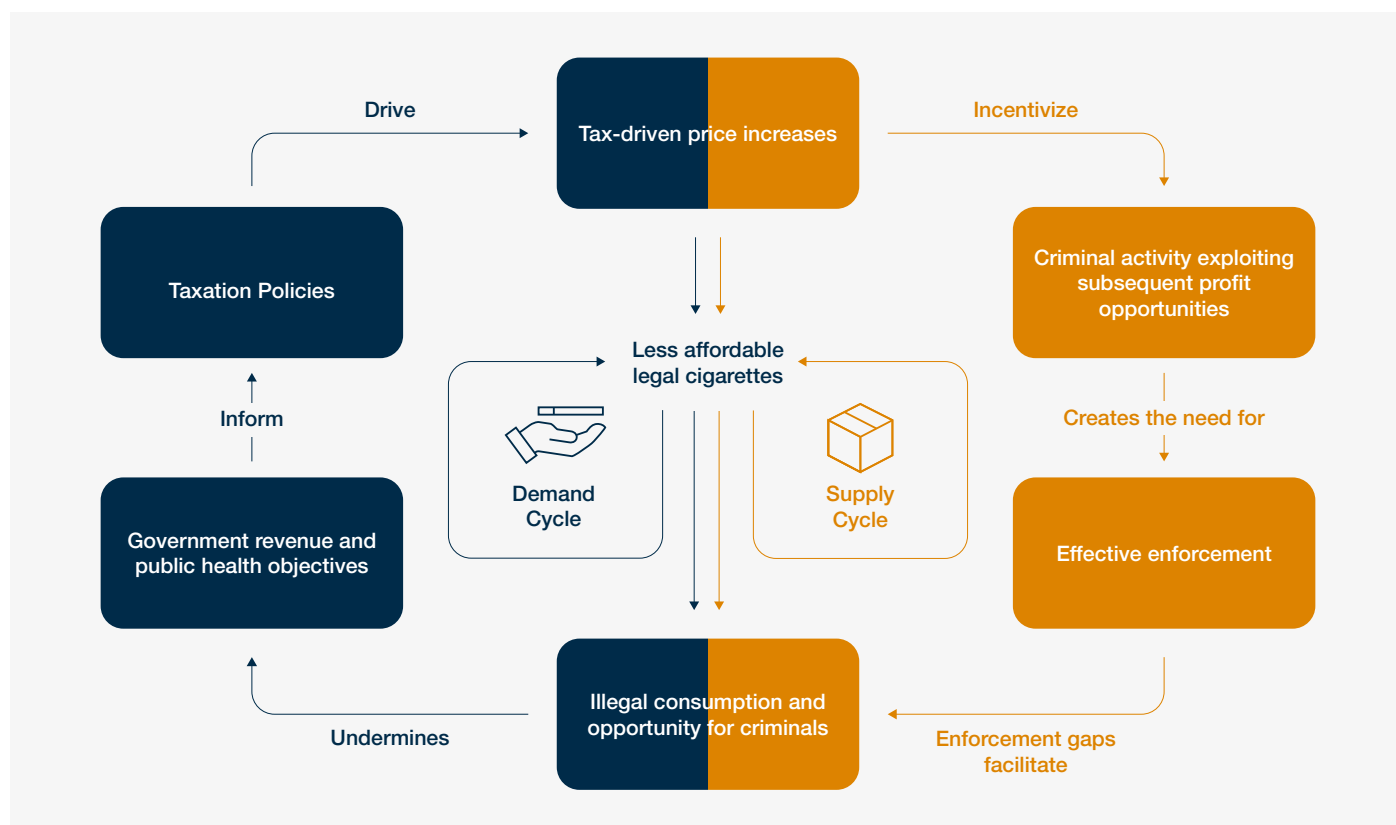 Drive
Tax-driven price increases
Incentivize
Taxation Policies
Criminal activity exploiting
subsequent profit
opportunities
Less affordable
legal cigarettes
Inform
Creates the need for
Demand
Cycle
Supply
Cycle
Government revenue and
public health objectives
Effective enforcement
Undermines
Illegal consumption and
opportunity for criminals
Enforcement gaps
facilitate